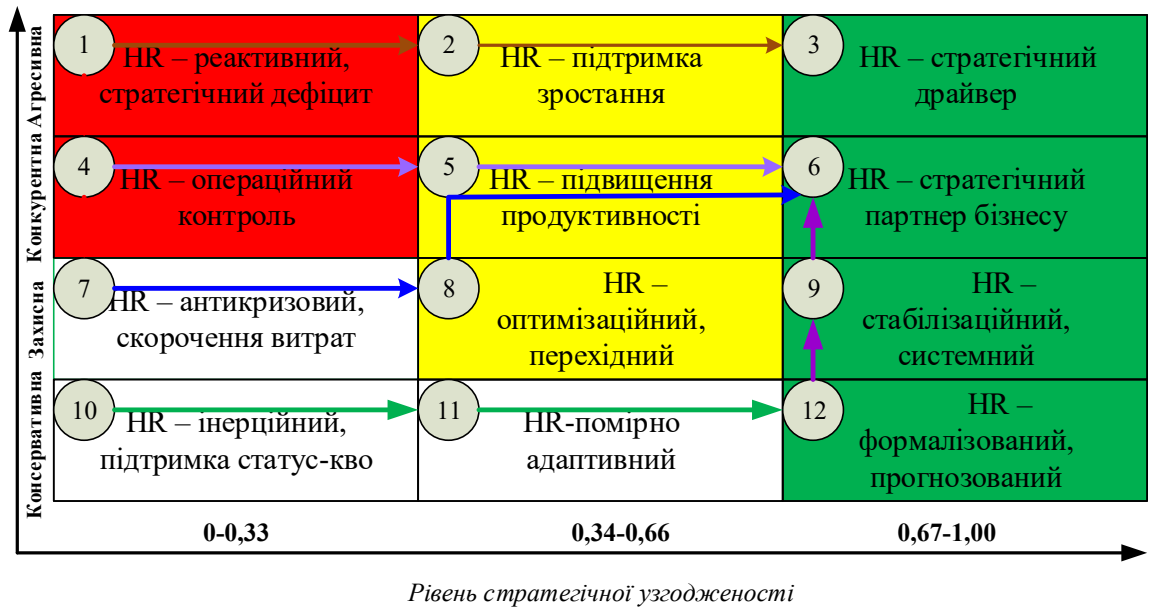 Агресивна
1
HR – реактивний,
стратегічний дефіцит
2
HR – підтримка
зростання
3
HR – стратегічний
драйвер
Конкурентна
4
HR – операційний
контроль
5
HR – підвищення
продуктивності
6
HR – стратегічний
партнер бізнесу
Захисна
7
HR – антикризовий,
скорочення витрат
8
HR –
оптимізаційний,
перехідний
9
HR –
стабілізаційний,
системний
Консервативна
10
HR – інерційний,
підтримка статус-кво
11
HR-помірно
адаптивний
12
HR –
формалізований,
прогнозований
0-0,33
0,34-0,66
0,67-1,00
Рівень стратегічної узгодженості